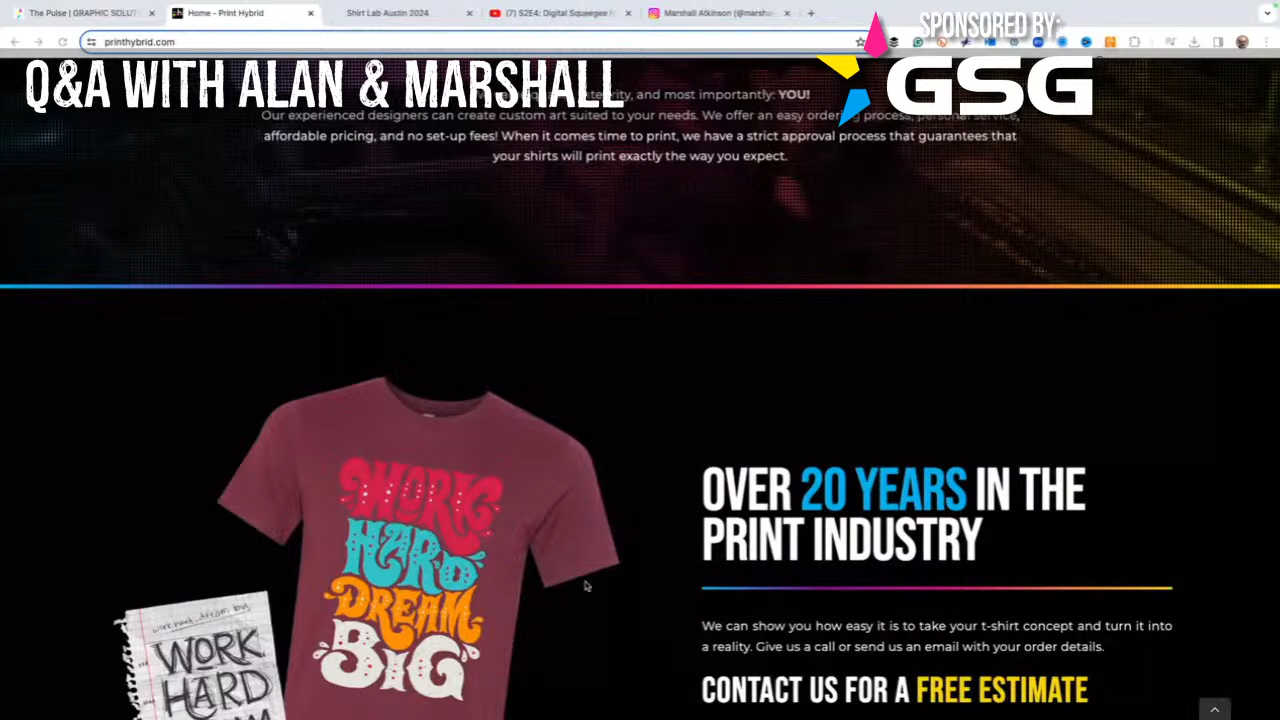 The Pulse | GRAPHIC SOLUT
Home - Print Hybrid
Shirt Lab Austin 2024
(7) S2E4: Digital Squeegee
Marshall Atkinson (@marsha
printhybrid.com
SPONSORED BY:
GSG
Q&A WITH ALAN & MARSHALL
and most importantly: YOU!
Our experienced designers can create custom art suited to your needs. We offer an easy ordering process, personal service,
affordable pricing, and no set-up fees! When it comes time to print, we have a strict approval process that guarantees that
your shirts will print exactly the way you expect.
WORK
HARD
DREAM
BIG
work hard dream big
WORK
HARD
OVER 20 YEARS IN THE
PRINT INDUSTRY
We can show you how easy it is to take your t-shirt concept and turn it into
a reality. Give us a call or send us an email with your order details.
CONTACT US FOR A FREE ESTIMATE